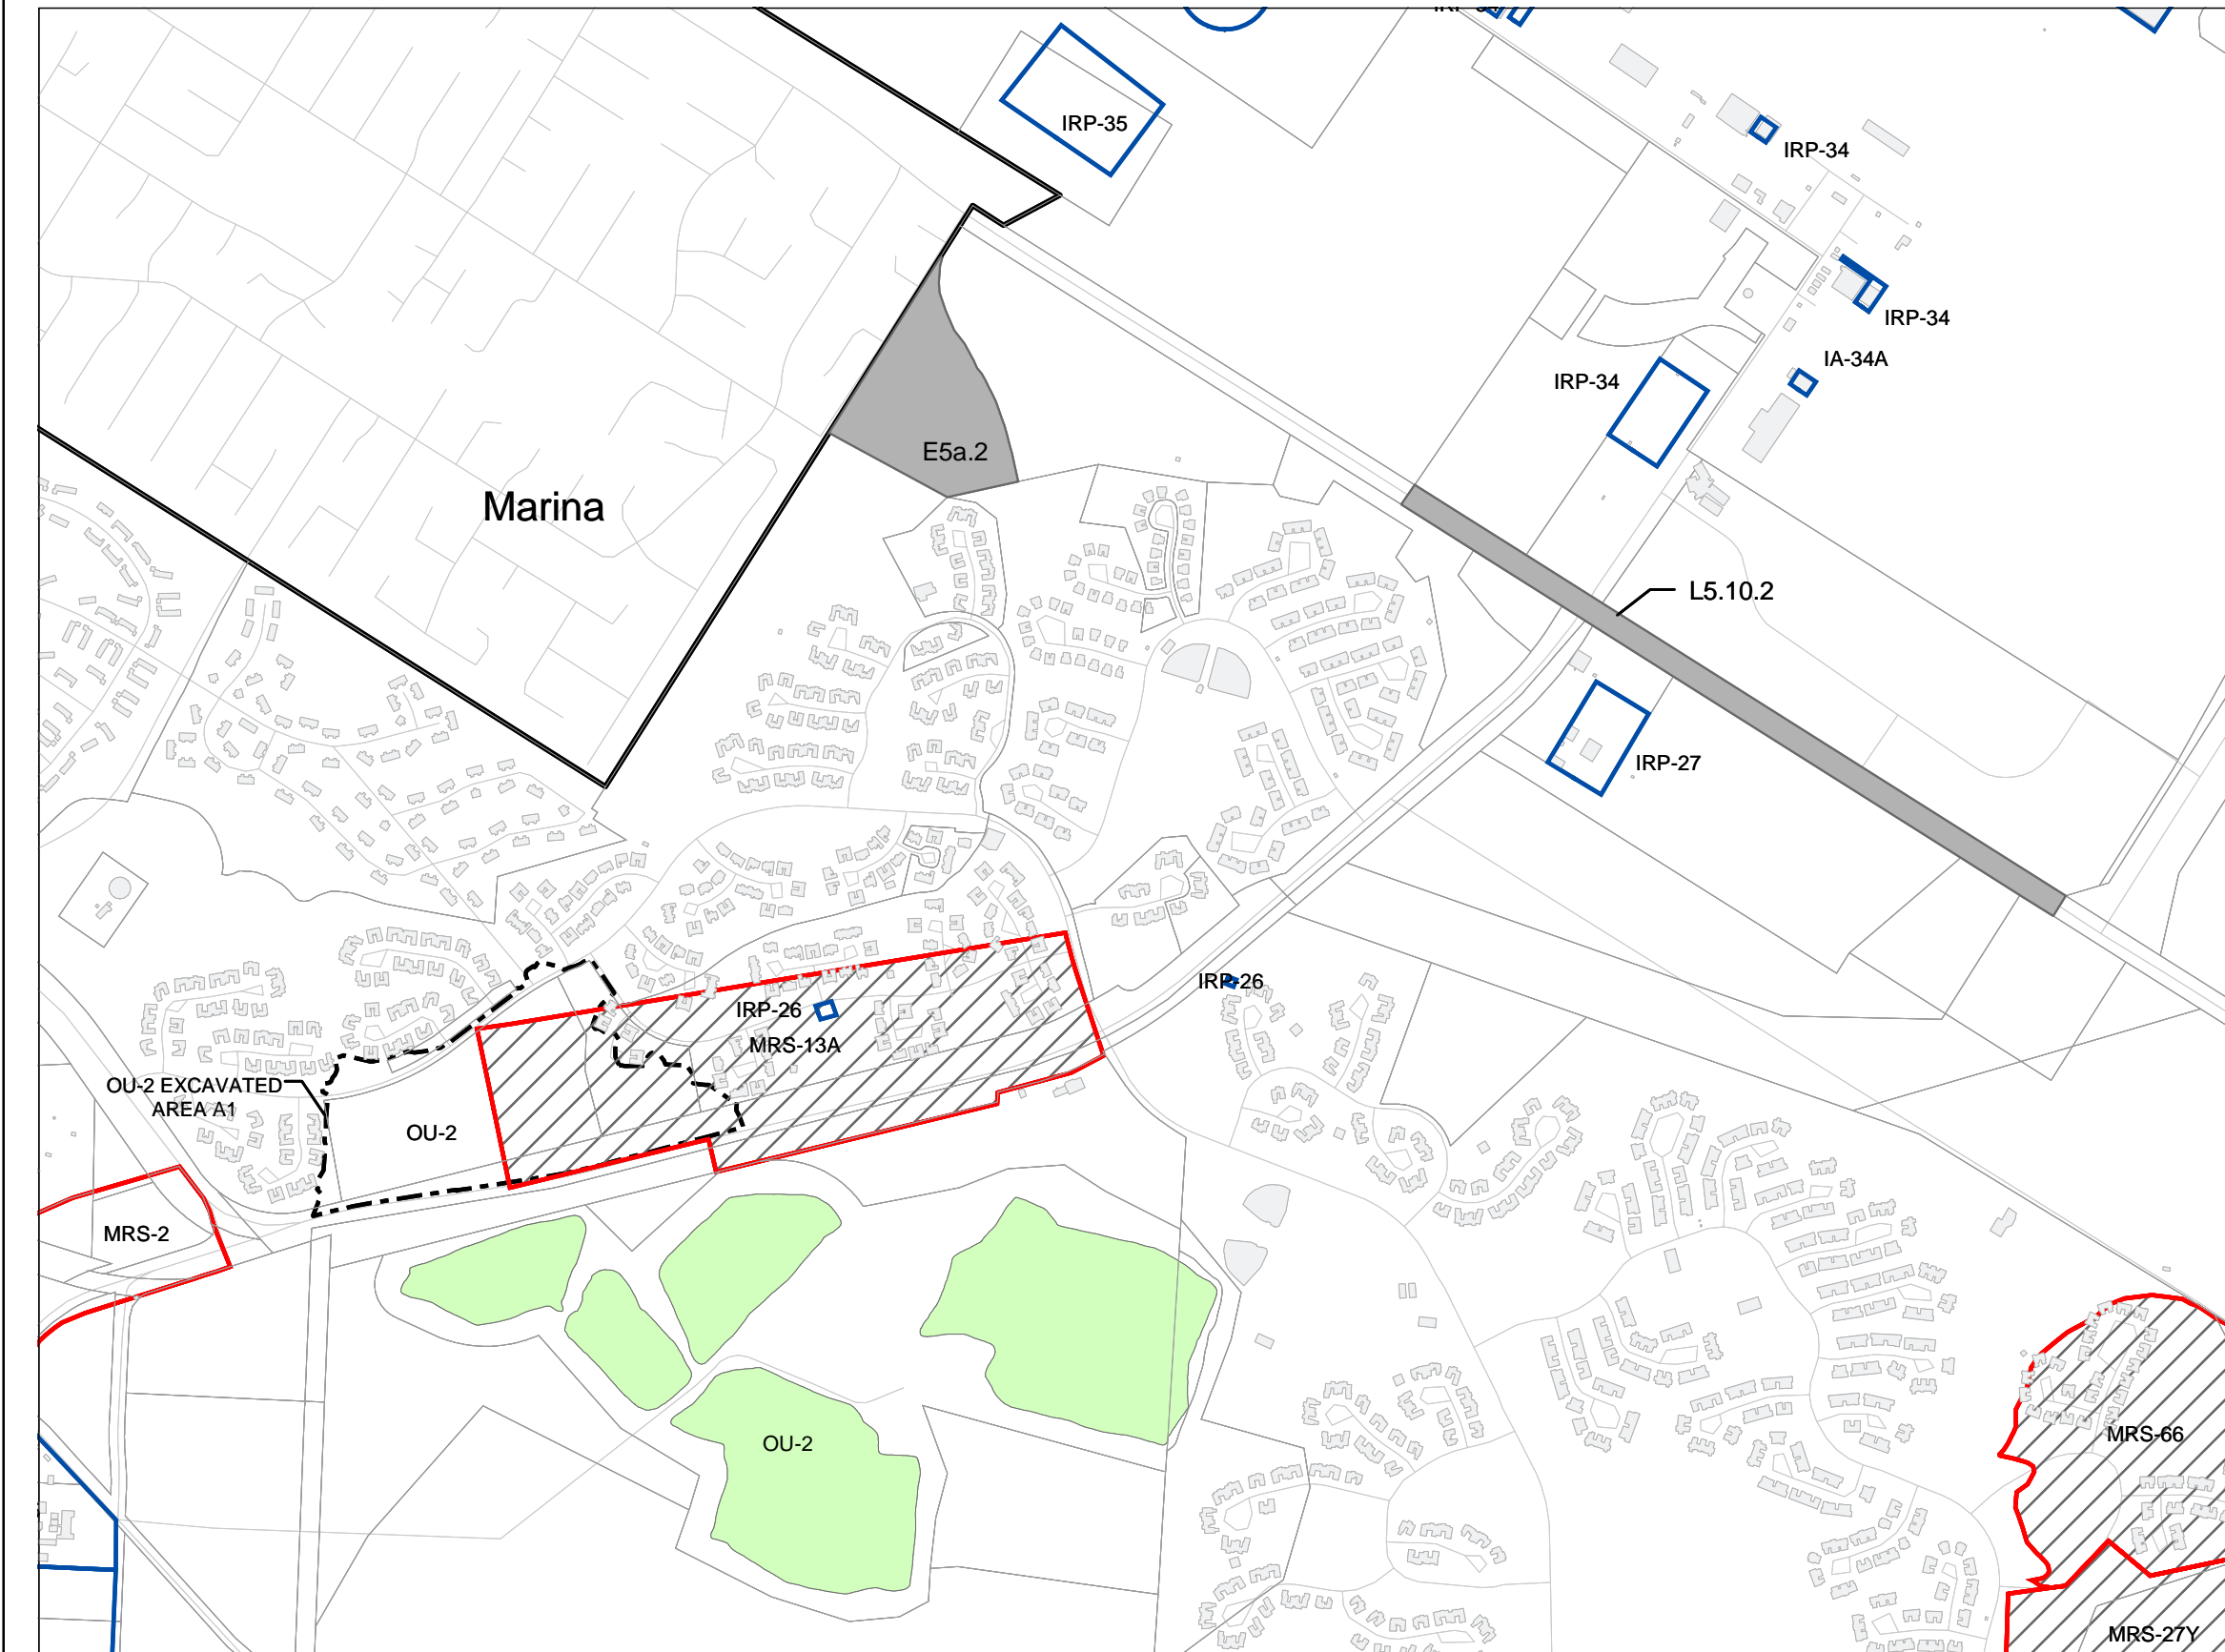 IRP-34
IRP-35
IRP-34
IRP-34
IA-34A
IRP-34
E5a.2
Marina
L5.10.2
IRP-27
IRP-26
IRP-26
MRS-13A
OU-2 EXCAVATED
AREA A1
OU-2
MRS-2
OU-2
MRS-66
MRS-27Y